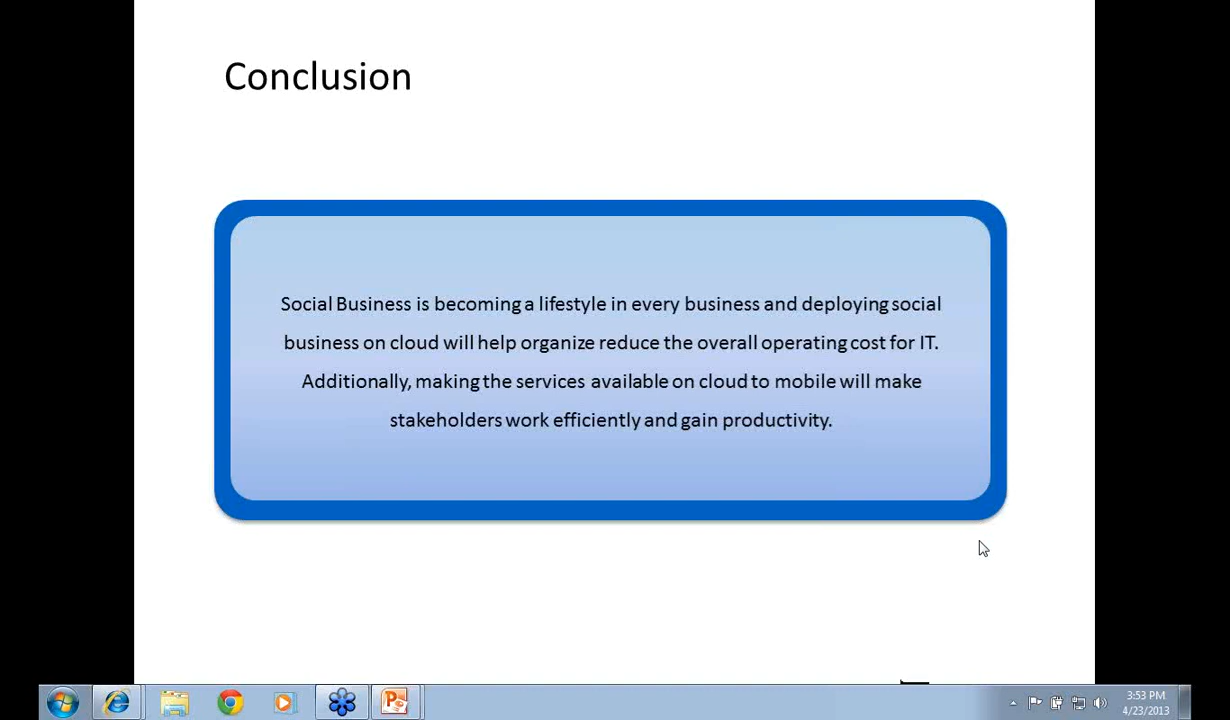 Conclusion
Social Business is becoming a lifestyle in every business and deploying social
business on cloud will help organize reduce the overall operating cost for IT.
Additionally, making the services available on cloud to mobile will make
stakeholders work efficiently and gain productivity.
3:53 PM
4/23/2013